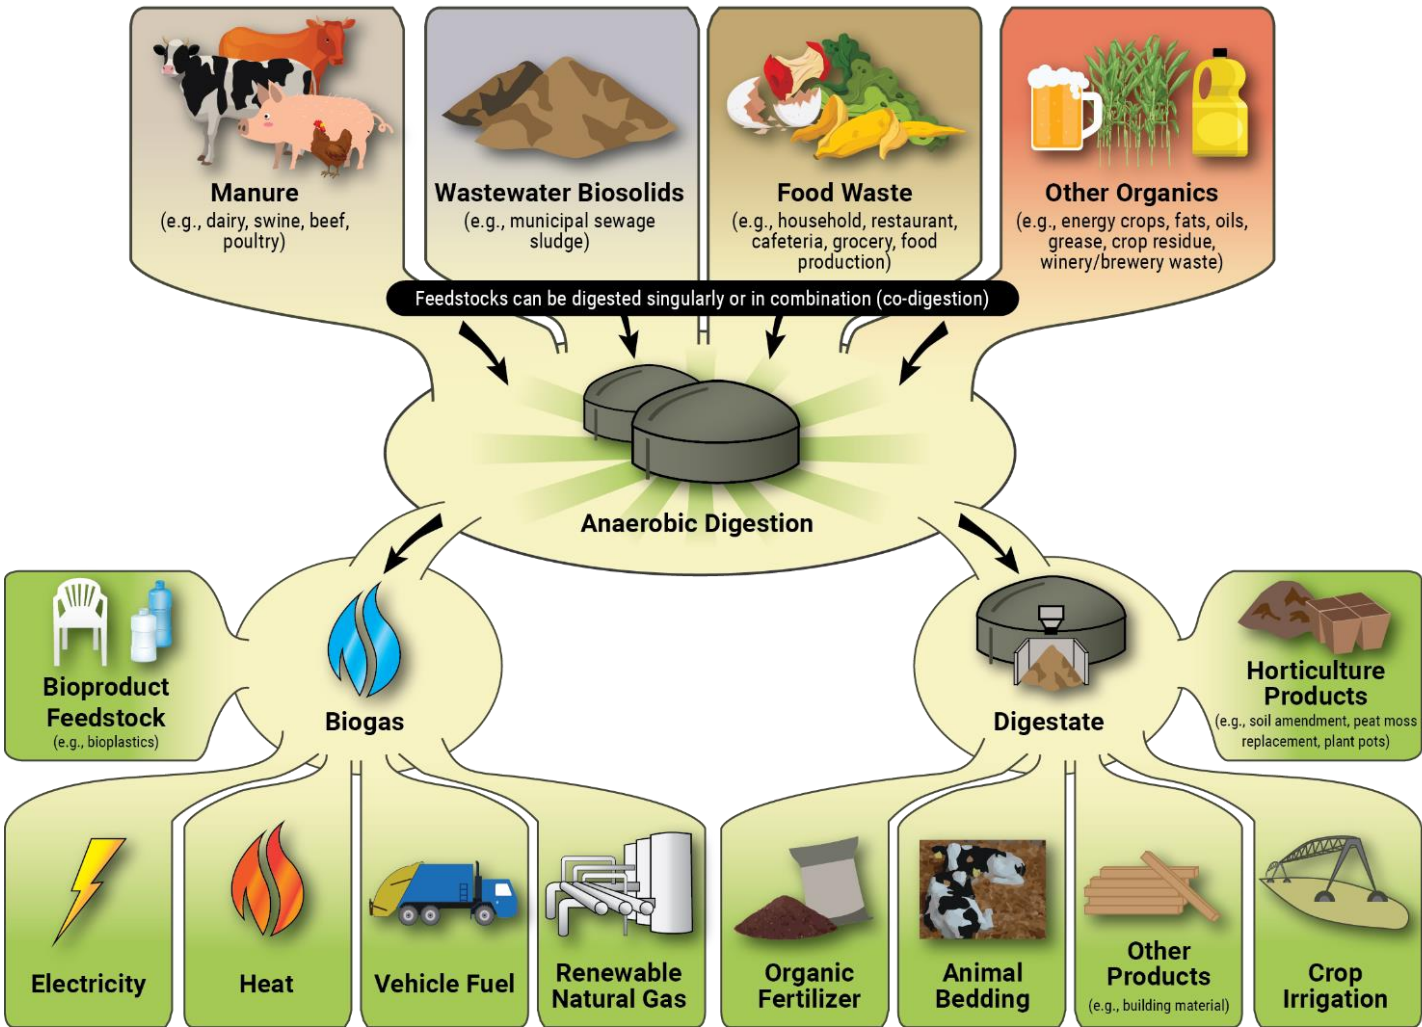 Manure
(e.g., dairy, swine, beef,
poultry)
Wastewater Biosolids
(e.g., municipal sewage
sludge)
Food Waste
(e.g., household, restaurant,
cafeteria, grocery, food
production)
Other Organics
(e.g., energy crops, fats, oils,
grease, crop residue,
winery/brewery waste)
Feedstocks can be digested singularly or in combination (co-digestion)
Anaerobic Digestion
Bioproduct
Feedstock
(e.g., bioplastics)
Biogas
Digestate
Horticulture
Products
(e.g., soil amendment, peat moss
replacement, plant pots)
Electricity
Heat
Vehicle Fuel
Renewable
Natural Gas
Organic
Fertilizer
Animal
Bedding
Other
Products
(e.g., building material)
Crop
Irrigation